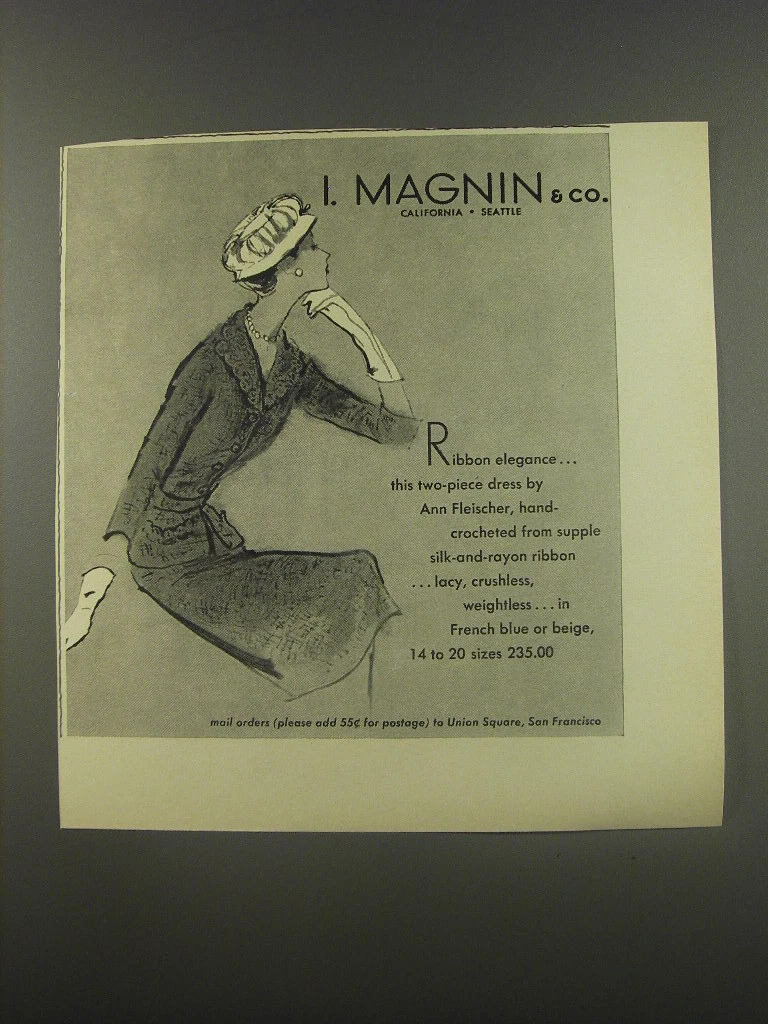 I. MAGNIN & CO.
CALIFORNIA • SEATTLE
Ribbon elegance...
this two-piece dress by
Ann Fleischer, hand-
crocheted from supple
silk-and-rayon ribbon
...lacy, crushless,
weightless...in
French blue or beige,
14 to 20 sizes 235.00
mail orders (please add 55¢ for postage) to Union Square, San Francisco